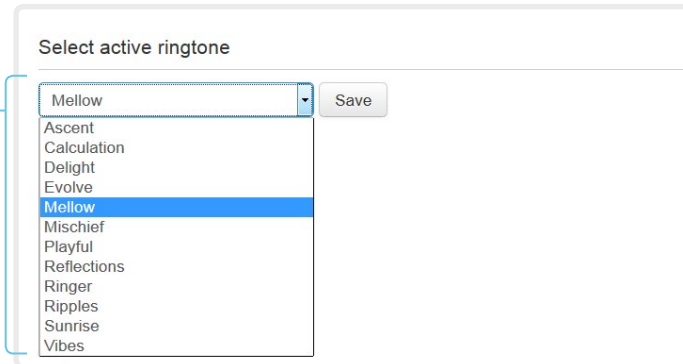 Select active ringtone
Mellow
Save
Ascent
Calculation
Delight
Evolve
Mellow
Mischief
Playful
Reflections
Ringer
Ripples
Sunrise
Vibes